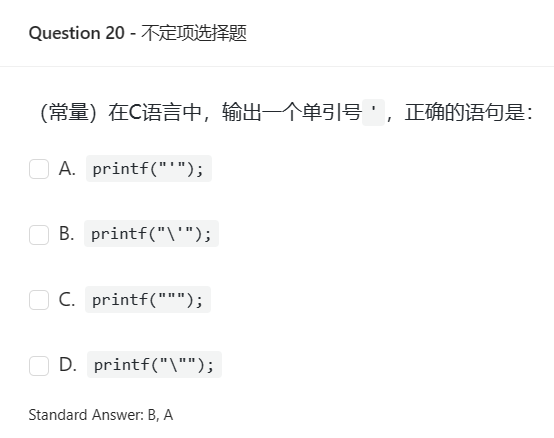 Question 20 - 不定项选择题
（常量）在C语言中，输出一个单引号 ' ，正确的语句是：
A. printf("'");
B. printf("\'");
C. printf(""");
D. printf("\"");
Standard Answer: B, A